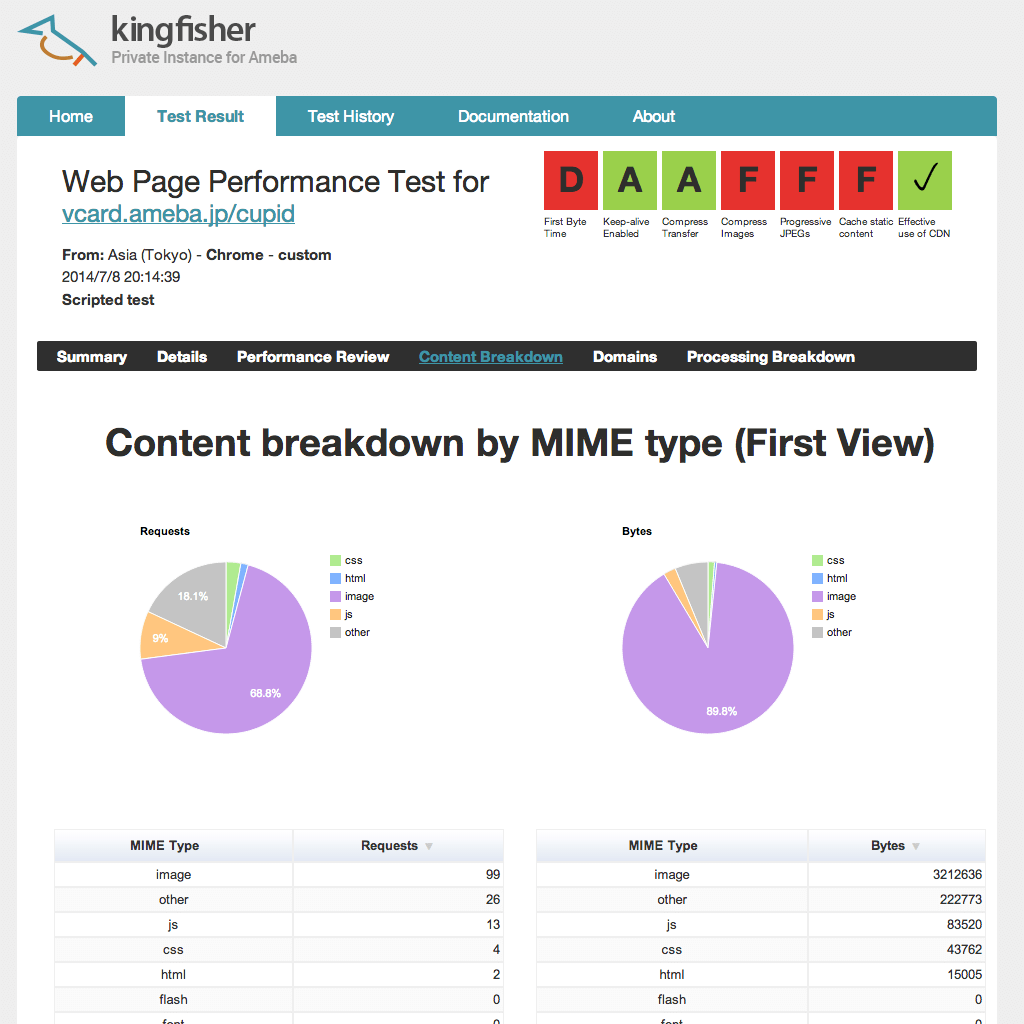 kingfisher
Private Instance for Ameba
Home Test Result Test History Documentation About
Web Page Performance Test for
vcard.ameba.jp/cupid
From: Asia (Tokyo) - Chrome - custom
2014/7/8 20:14:39
Scripted test
D A A F F F ✓
First Byte Time
Keep-alive Enabled
Compress Transfer
Compress Images
Progressive JPEGs
Cache static content
Effective use of CDN
Summary Details Performance Review Content Breakdown Domains Processing Breakdown
Content breakdown by MIME type (First View)
Requests
18.1%
9%
68.8%
css
html
image
js
other
Bytes
89.8%
css
html
image
js
other
MIME Type Requests ▼
image 99
other 26
js 13
css 4
html 2
flash 0
font 0
MIME Type Bytes ▼
image 3212636
other 222773
js 83520
css 43762
html 15005
flash 0
font 0